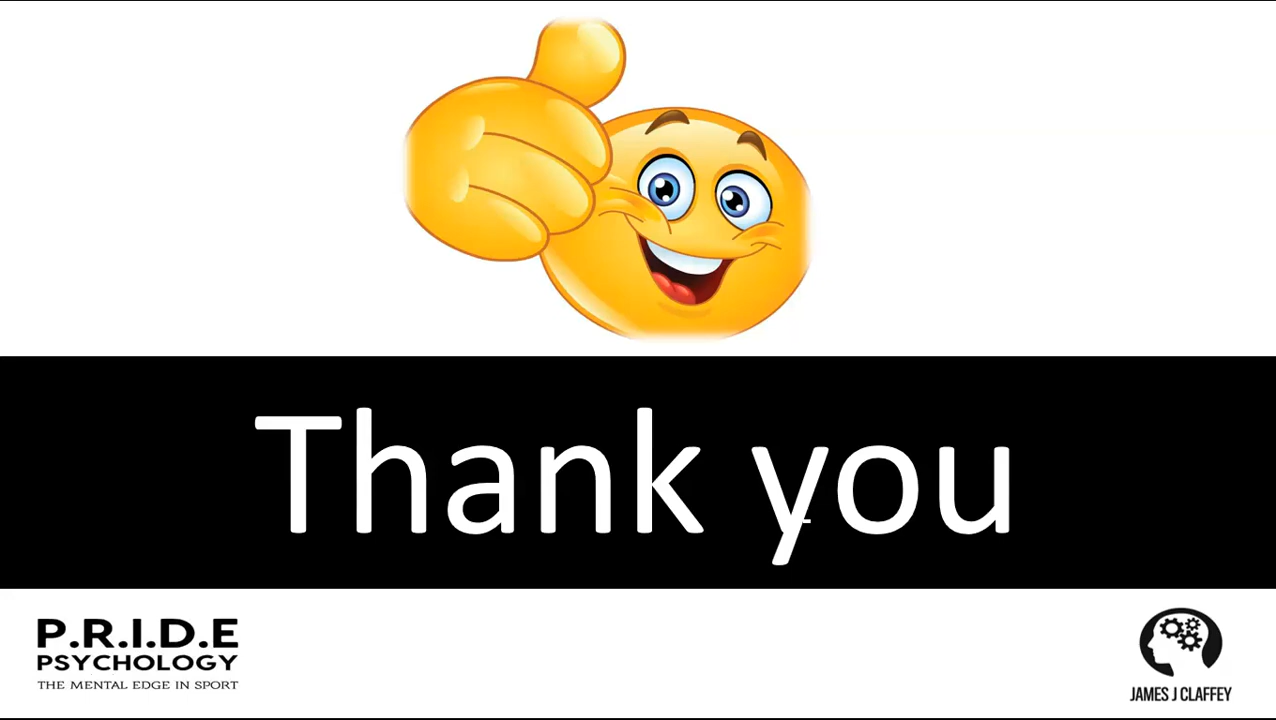 Thank you
P.R.I.D.E
PSYCHOLOGY
THE MENTAL EDGE IN SPORT
JAMES J CLAFFEY